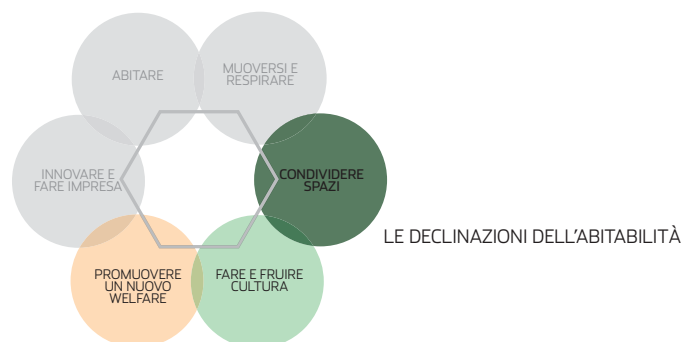 ABITARE
MUOVERSI E
RESPIRARE
INNOVARE E
FARE IMPRESA
CONDIVIDERE
SPAZI
LE DECLINAZIONI DELL'ABITABILITÀ
PROMUOVERE
UN NUOVO
WELFARE
FARE E FRUIRE
CULTURA